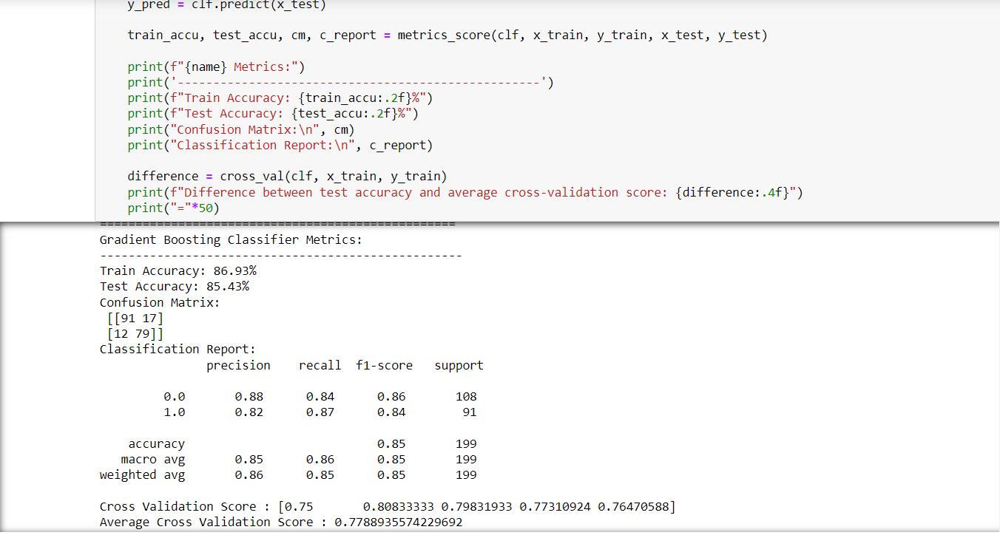 y_pred = clf.predict(x_test)
train_accu, test_accu, cm, c_report = metrics_score(clf, x_train, y_train, x_test, y_test)
print(f"{name} Metrics:")
print('---------------------------------------------------')
print(f"Train Accuracy: {train_accu:.2f}%")
print(f"Test Accuracy: {test_accu:.2f}%")
print("Confusion Matrix:\n", cm)
print("Classification Report:\n", c_report)
difference = cross_val(clf, x_train, y_train)
print(f"Difference between test accuracy and average cross-validation score: {difference:.4f}")
print("="*50)
==================================================
Gradient Boosting Classifier Metrics:
---------------------------------------------------
Train Accuracy: 86.93%
Test Accuracy: 85.43%
Confusion Matrix:
[[91 17]
[12 79]]
Classification Report:
precision recall f1-score support
0.0 0.88 0.84 0.86 108
1.0 0.82 0.87 0.84 91
accuracy 0.85 199
macro avg 0.85 0.86 0.85 199
weighted avg 0.86 0.85 0.85 199
Cross Validation Score : [0.75 0.80833333 0.79831933 0.77310924 0.76470588]
Average Cross Validation Score : 0.7788935574229692